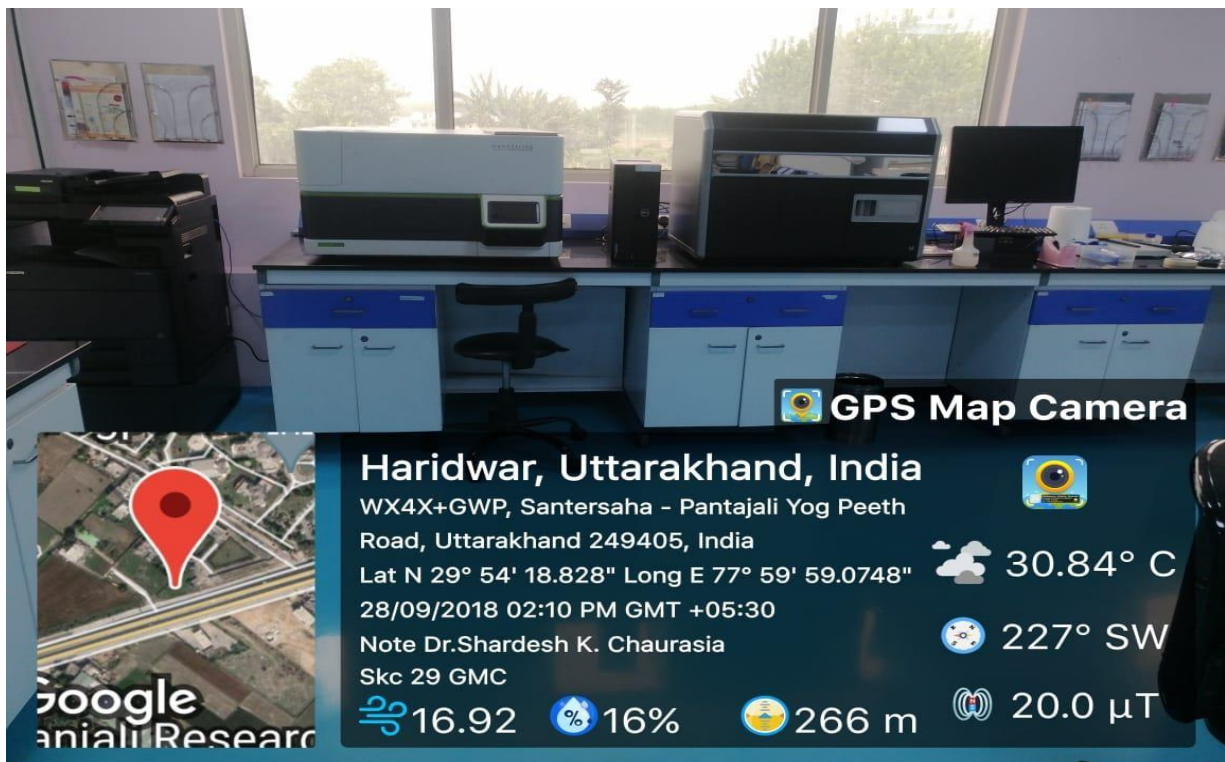 GPS Map Camera
Haridwar, Uttarakhand, India
WX4X+GWP, Santersaha - Pantajali Yog Peeth
Road, Uttarakhand 249405, India
Lat N 29° 54' 18.828" Long E 77° 59' 59.0748"
28/09/2018 02:10 PM GMT +05:30
Note Dr.Shardesh K. Chaurasia
Skc 29 GMC
16.92
16%
266 m
30.84° C
227° SW
20.0 µT
Google
anjali Researc